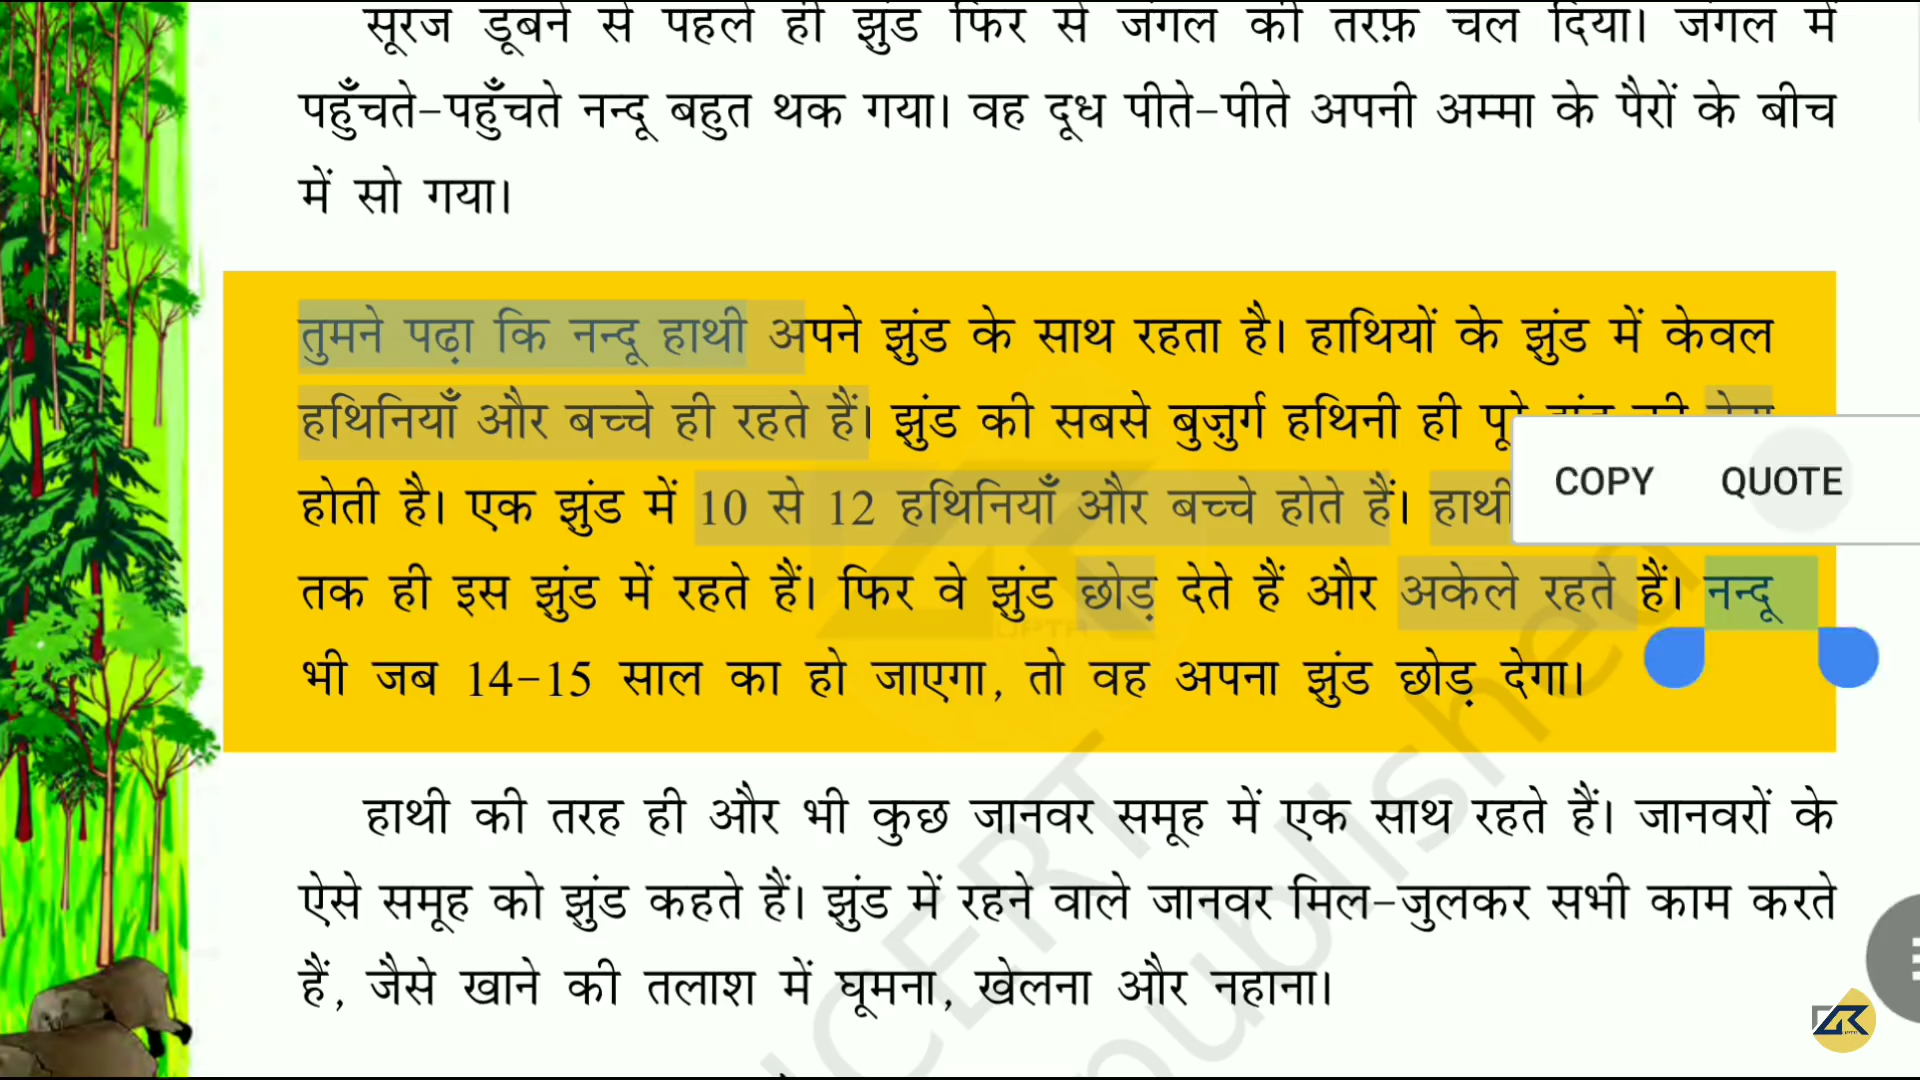 सूरज डूबने से पहले ही झुंड फिर से जंगल की तरफ़ चल दिया। जंगल में
पहुँचते-पहुँचते नन्दू बहुत थक गया। वह दूध पीते-पीते अपनी अम्मा के पैरों के बीच
में सो गया।
तुमने पढ़ा कि नन्दू हाथी अपने झुंड के साथ रहता है। हाथियों के झुंड में केवल
हथिनियाँ और बच्चे ही रहते हैं। झुंड की सबसे बुज़ुर्ग हथिनी ही पूरे झुंड की
होती है। एक झुंड में 10 से 12 हथिनियाँ और बच्चे होते हैं। हाथी
COPY QUOTE
तक ही इस झुंड में रहते हैं। फिर वे झुंड छोड़ देते हैं और अकेले रहते हैं। नन्दू
भी जब 14-15 साल का हो जाएगा, तो वह अपना झुंड छोड़ देगा।
हाथी की तरह ही और भी कुछ जानवर समूह में एक साथ रहते हैं। जानवरों के
ऐसे समूह को झुंड कहते हैं। झुंड में रहने वाले जानवर मिल-जुलकर सभी काम करते
हैं, जैसे खाने की तलाश में घूमना, खेलना और नहाना।
NCERT
published